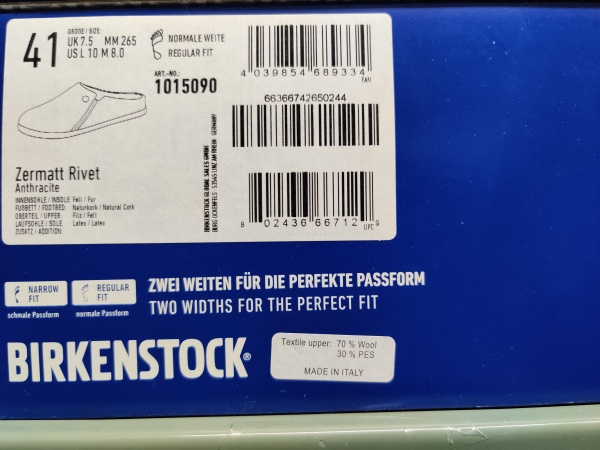 41
GRÖSSE / SIZE:
UK 7.5 MM 265
US L 10 M 8.0
NORMALE WEITE
REGULAR FIT
ART.-NO.:
1015090
4 039854 689334
EAN
66366742650244
8 02436 66712 9
UPC
Zermatt Rivet
Anthracite
INNENSOHLE / INSOLE: Fell / Fur
FUSSBETT / FOOTBED: Naturkork / Natural Cork
OBERTEIL / UPPER: Filz / Felt
LAUFSOHLE / SOLE: Latex / Latex
ZUSATZ / ADDITION:
BIRKENSTOCK GLOBAL SALES GMBH
BURG OCKENFELS 53545 LINZ AM RHEIN GERMANY
NARROW
FIT
schmale Passform
REGULAR
FIT
normale Passform
ZWEI WEITEN FÜR DIE PERFEKTE PASSFORM
TWO WIDTHS FOR THE PERFECT FIT
BIRKENSTOCK®
Textile upper: 70 % Wool
30 % PES
MADE IN ITALY